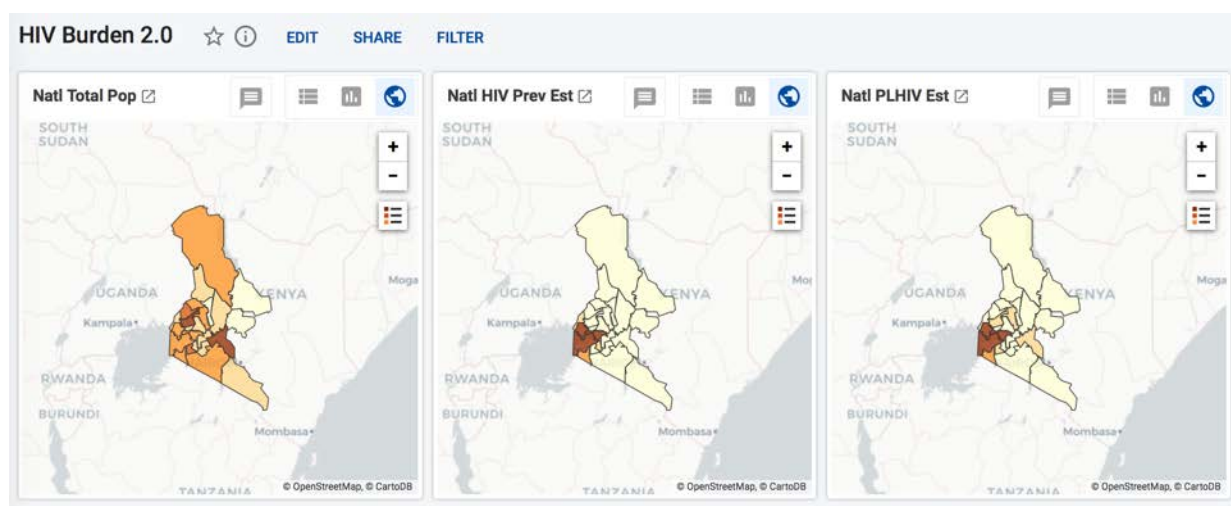 HIV Burden 2.0 EDIT SHARE FILTER
Natl Total Pop
SOUTH
SUDAN
+
-
UGANDA
KENYA
Moga
Kampala
RWANDA
BURUNDI
Mombasa
TANZANIA
© OpenStreetMap, © CartoDB
Natl HIV Prev Est
SOUTH
SUDAN
+
-
UGANDA
KENYA
Mo
Kampala
RWANDA
BURUNDI
Mombasa
TANZANIA
© OpenStreetMap, © CartoDB
Natl PLHIV Est
SOUTH
SUDAN
+
-
UGANDA
KENYA
Moga
Kampala
RWANDA
BURUNDI
Mombasa
TANZANIA
© OpenStreetMap, © CartoDB